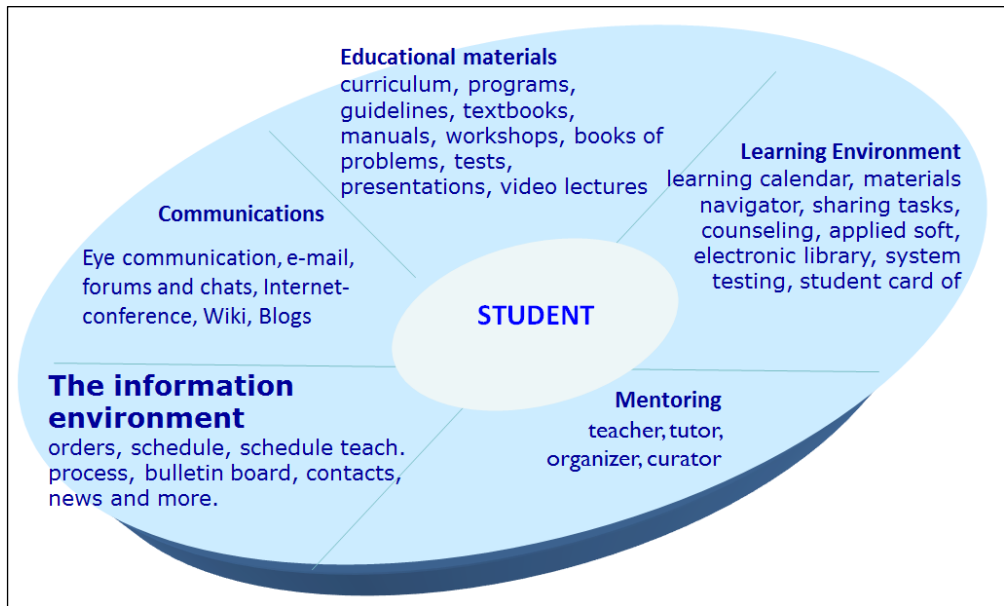 Educational materials
curriculum, programs,
guidelines, textbooks,
manuals, workshops, books of
problems, tests,
presentations, video lectures
Learning Environment
learning calendar, materials
navigator, sharing tasks,
counseling, applied soft,
electronic library, system
testing, student card of
Communications
Eye communication, e-mail,
forums and chats, Internet-
conference, Wiki, Blogs
STUDENT
The information
environment
orders, schedule, schedule teach.
process, bulletin board, contacts,
news and more.
Mentoring
teacher, tutor,
organizer, curator